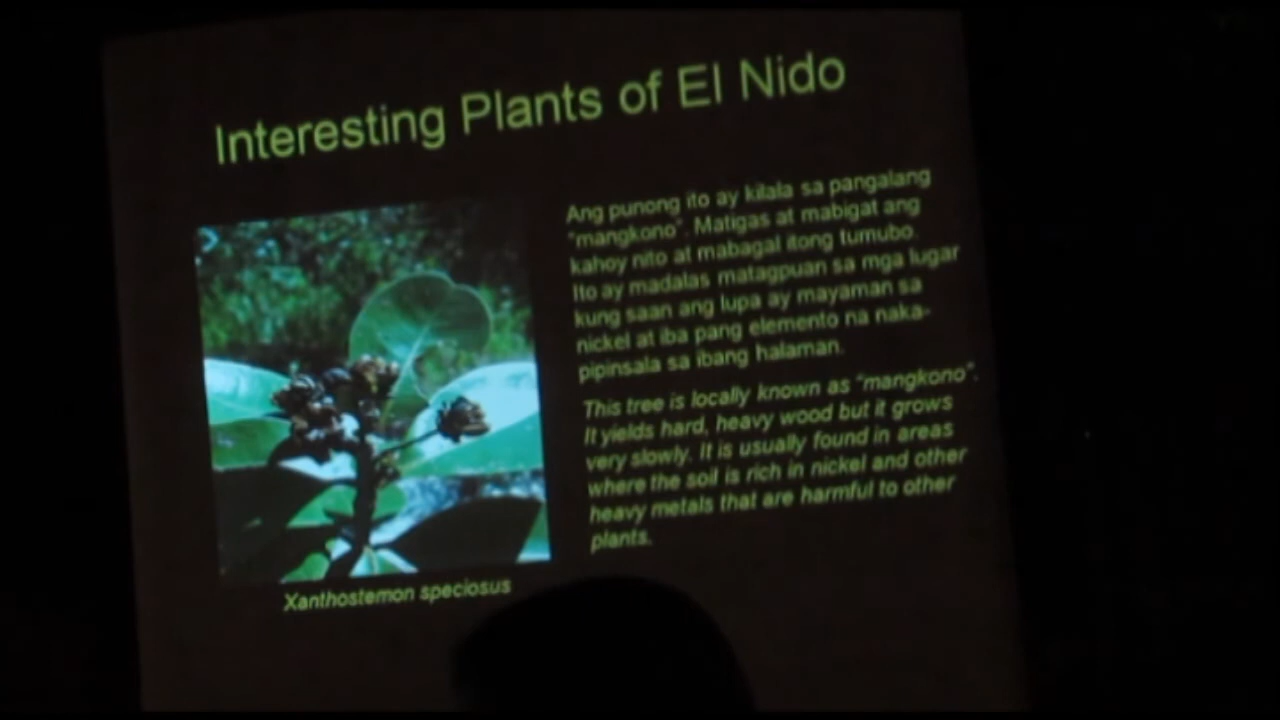 Interesting Plants of El Nido
Ang punong ito ay kilala sa pangalang
"mangkono". Matigas at mabigat ang
kahoy nito at mabagal itong tumubo.
Ito ay madalas matagpuan sa mga lugar
kung saan ang lupa ay mayaman sa
nickel at iba pang elemento na naka-
pipinsala sa ibang halaman.
This tree is locally known as "mangkono".
It yields hard, heavy wood but it grows
very slowly. It is usually found in areas
where the soil is rich in nickel and other
heavy metals that are harmful to other
plants.
Xanthostemon speciosus